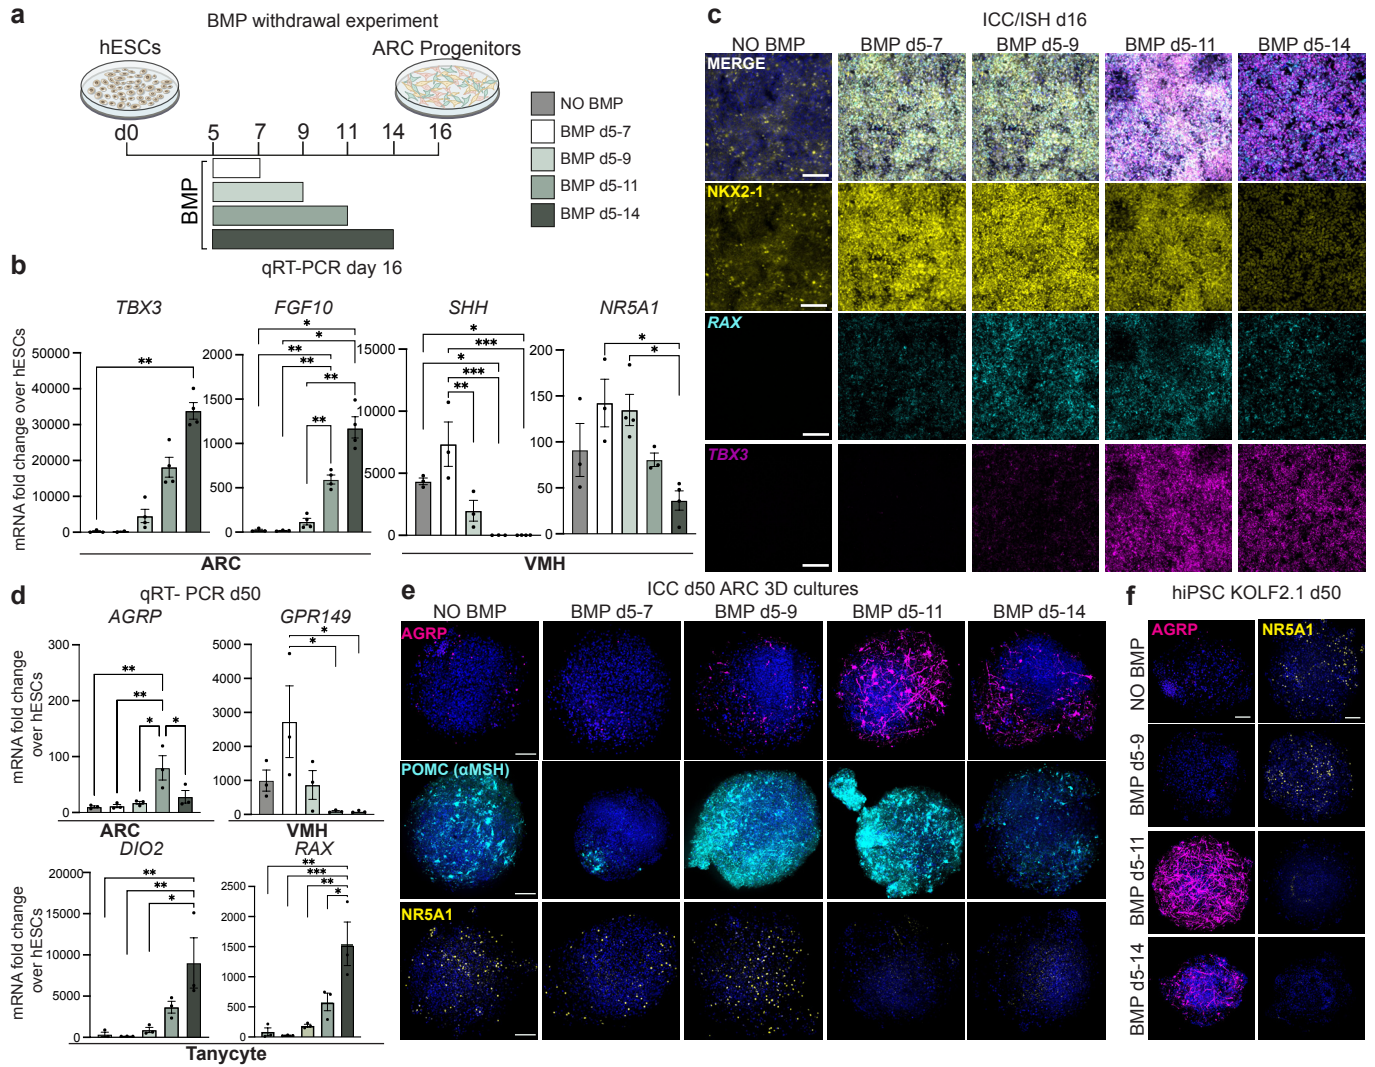 a
BMP withdrawal experiment
hESCs
ARC Progenitors
d0 5 7 9 11 14 16
BMP
NO BMP
BMP d5-7
BMP d5-9
BMP d5-11
BMP d5-14
b
qRT-PCR day 16
TBX3 FGF10 SHH NR5A1
mRNA fold change over hESCs
50000
40000
30000
20000
10000
0
**
2000
1500
1000
500
0
*
*
**
**
**
**
15000
10000
5000
0
*
***
*
***
**
200
150
100
50
0
*
*
ARC
VMH
c
ICC/ISH d16
NO BMP BMP d5-7 BMP d5-9 BMP d5-11 BMP d5-14
MERGE
NKX2-1
RAX
TBX3
d
qRT- PCR d50
AGRP GPR149
mRNA fold change
over hESCs
300
200
100
0
**
**
* *
5000
4000
3000
2000
1000
0
*
*
ARC VMH
DIO2 RAX
mRNA fold change
over hESCs
20000
15000
10000
5000
0
**
**
*
2500
2000
1500
1000
500
0
**
***
**
*
Tanycyte
e
ICC d50 ARC 3D cultures
NO BMP BMP d5-7 BMP d5-9 BMP d5-11 BMP d5-14
AGRP
POMC (αMSH)
NR5A1
f
hiPSC KOLF2.1 d50
AGRP NR5A1
NO BMP
BMP d5-9
BMP d5-11
BMP d5-14